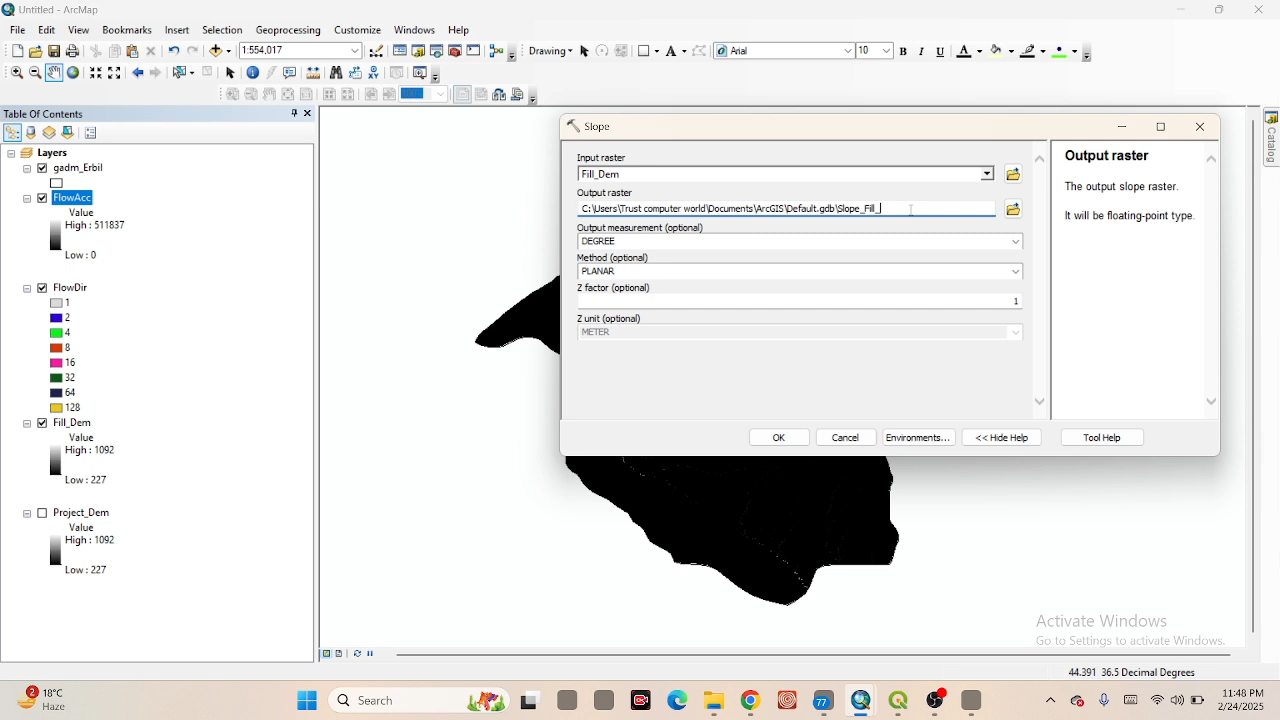 Untitled - ArcMap
File Edit View Bookmarks Insert Selection Geoprocessing Customize Windows Help
1:554,017
Drawing
Arial
10
B I U A
Table Of Contents
Layers
gadm_Erbil
FlowAcc
Value
High : 511837
Low : 0
FlowDir
1
2
4
8
16
32
64
128
Fill_Dem
Value
High : 1092
Low : 227
Project_Dem
Value
High : 1092
Low : 227
Slope
Input raster
Fill_Dem
Output raster
C:\Users\Trust computer world\Documents\ArcGIS\Default.gdb\Slope_Fill_
Output measurement (optional)
DEGREE
Method (optional)
PLANAR
Z factor (optional)
1
Z unit (optional)
METER
OK Cancel Environments... << Hide Help Tool Help
Output raster
The output slope raster.
It will be floating-point type.
Catalog
Activate Windows
Go to Settings to activate Windows.
44.391 36.5 Decimal Degrees
2
18°C
Haze
Search
77
11:48 PM
2/24/2025